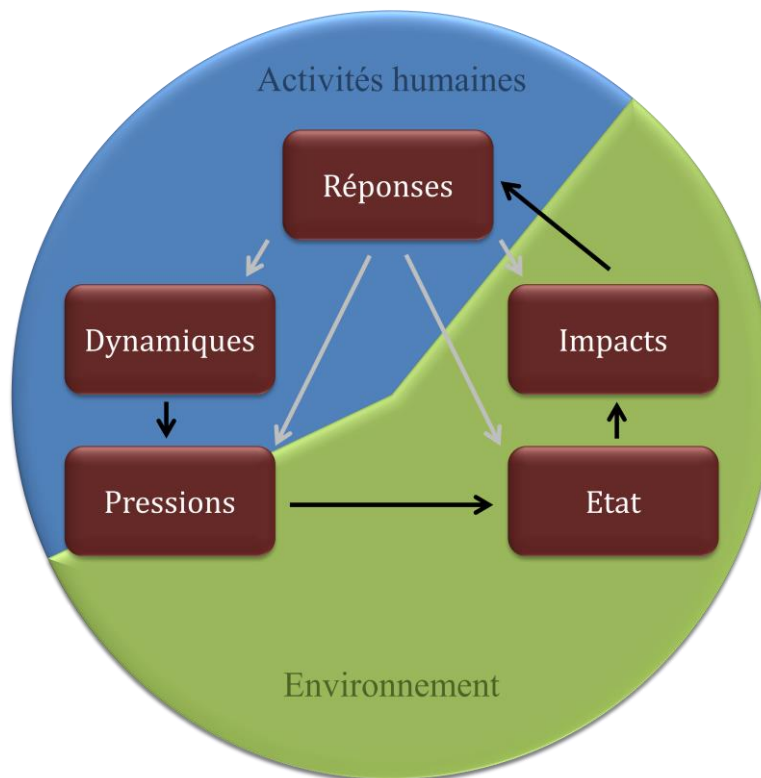 Activités humaines
Réponses
Dynamiques
Impacts
Pressions
Etat
Environnement